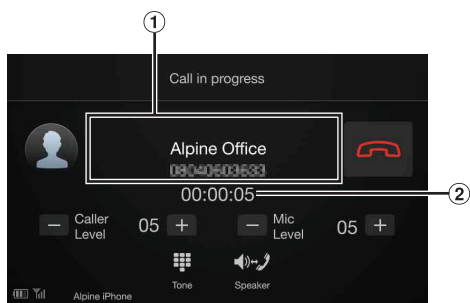 ①
Call in progress
Alpine Office
00:00:05
②
− Caller Level 05 + − Mic Level 05 +
Tone Speaker
Alpine iPhone